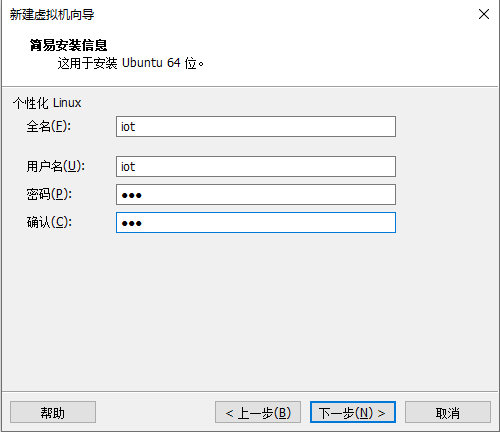 新建虚拟机向导
简易安装信息
这用于安装 Ubuntu 64 位。
个性化 Linux
全名(F):
iot
用户名(U):
iot
密码(P):
●●●
确认(C):
●●●
帮助
< 上一步(B)
下一步(N) >
取消